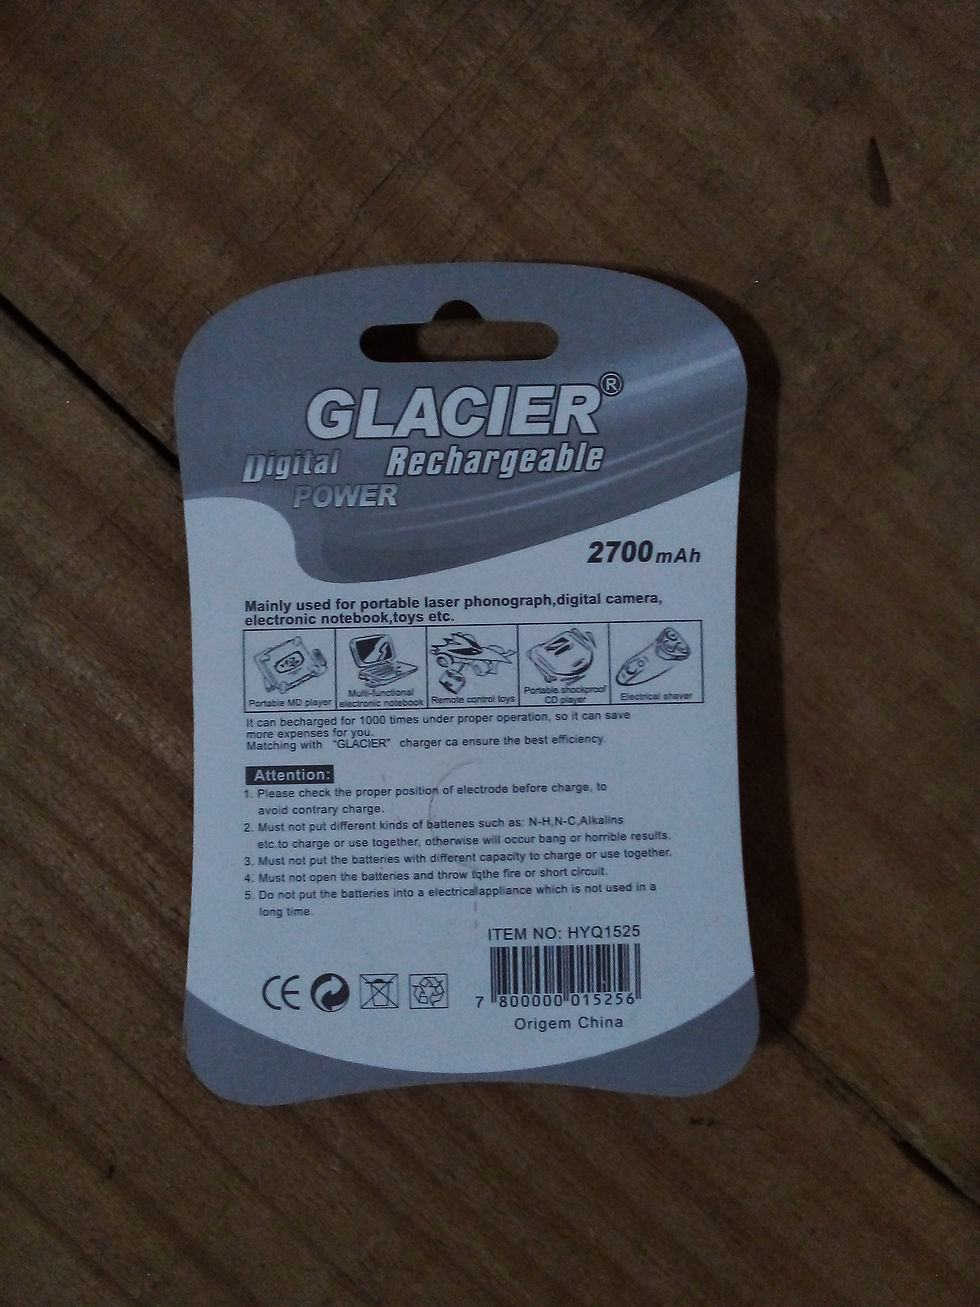 GLACIER®
Digital Rechargeable
POWER
2700mAh
Mainly used for portable laser phonograph,digital camera,
electronic notebook,toys etc.
Portable MD player
Multi-functional
electronic notebook
Remote control toys
Portable shockproof
CD player
Electrical shaver
It can becharged for 1000 times under proper operation, so it can save
more expenses for you.
Matching with "GLACIER" charger ca ensure the best efficiency.
Attention:
1. Please check the proper position of electrode before charge, to
avoid contrary charge.
2. Must not put different kinds of battenes such as: N-H,N-C,Alkalins
etc.to charge or use together, otherwise will occur bang or horrible results.
3. Must not put the batteries with different capacity to charge or use together.
4. Must not open the batteries and throw tqthe fire or short circuit.
5. Do not put the batteries into a electrical appliance which is not used in a
long time.
ITEM NO: HYQ1525
CE
7 800000 015256
Origem China